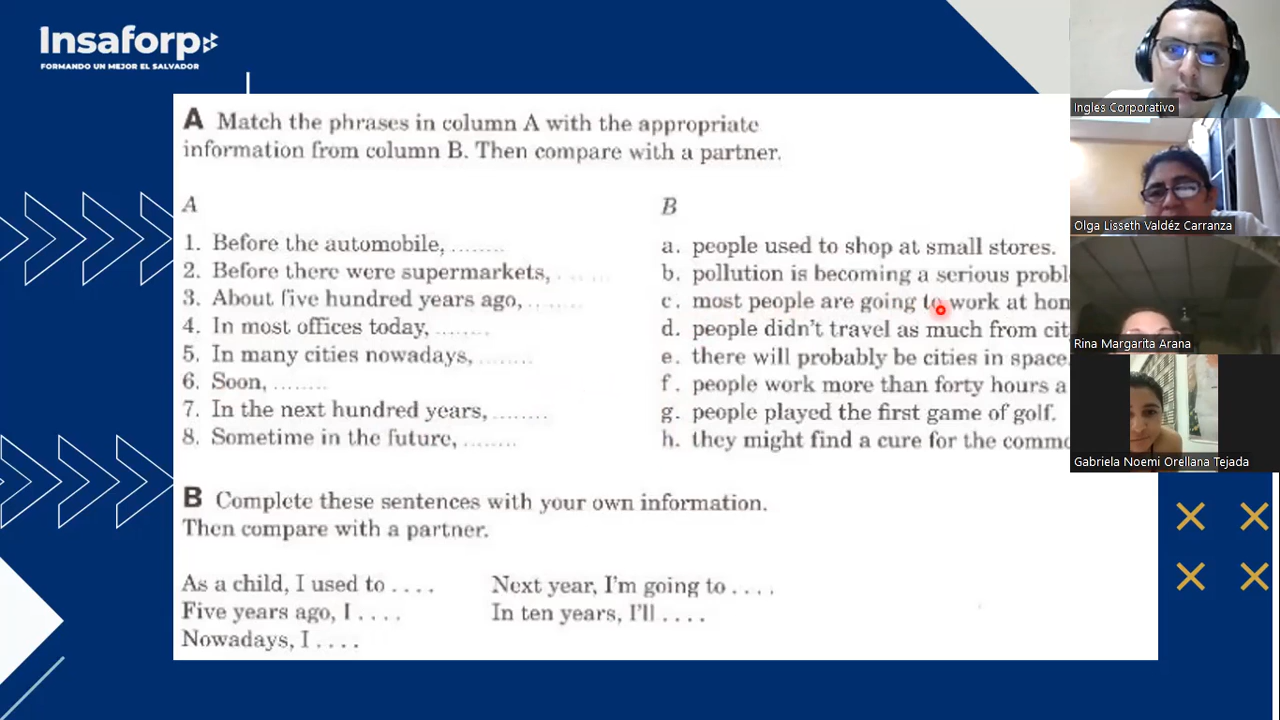 Insaforp
FORMANDO UN MEJOR EL SALVADOR
A Match the phrases in column A with the appropriate
information from column B. Then compare with a partner.
A
1. Before the automobile, ........
2. Before there were supermarkets, ........
3. About five hundred years ago, ........
4. In most offices today, ........
5. In many cities nowadays, ........
6. Soon, ........
7. In the next hundred years, ........
8. Sometime in the future, ........
B
a. people used to shop at small stores.
b. pollution is becoming a serious probl
c. most people are going to work at hom
d. people didn't travel as much from cit
e. there will probably be cities in space.
f. people work more than forty hours a
g. people played the first game of golf.
h. they might find a cure for the commo
B Complete these sentences with your own information.
Then compare with a partner.
As a child, I used to . . . .
Five years ago, I . . . .
Nowadays, I . . . .
Next year, I'm going to . . . .
In ten years, I'll . . . .
Ingles Corporativo
Olga Lisseth Valdéz Carranza
Rina Margarita Arana
Gabriela Noemi Orellana Tejada